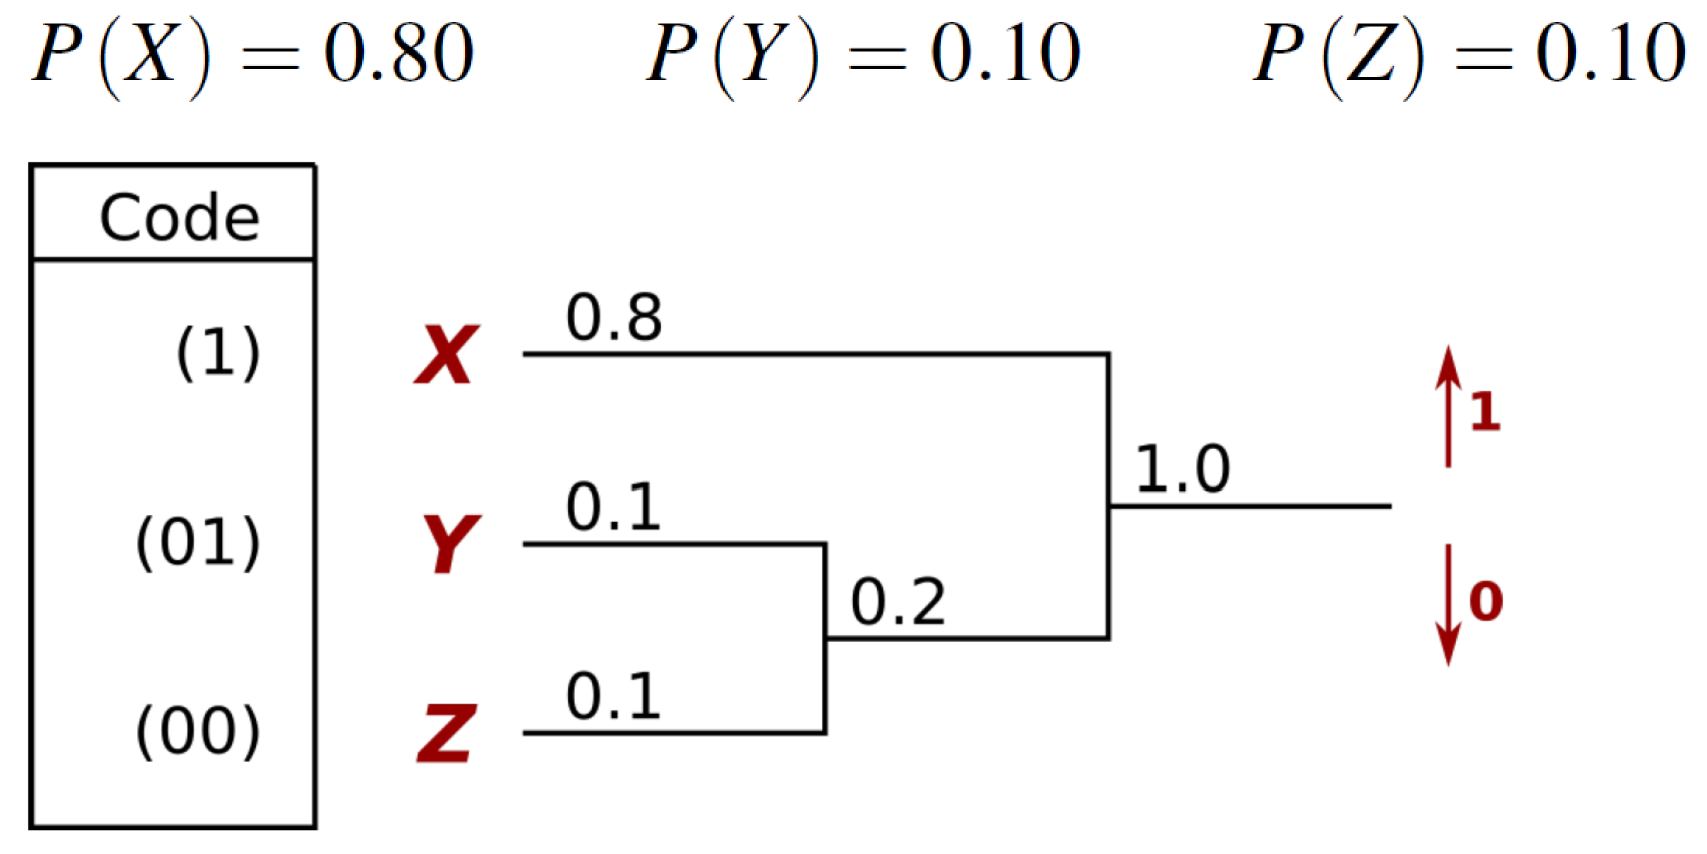 P(X) = 0.80 P(Y) = 0.10 P(Z) = 0.10
Code
(1) X 0.8
1
1.0
(01) Y 0.1
0.2
0
(00) Z 0.1